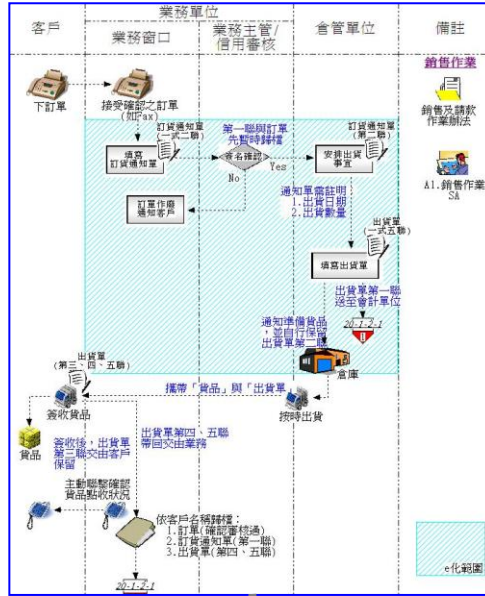 客戶
業務單位
業務窗口
業務主管/
信用審核
倉管單位
備註
銷售作業
下訂單
接受確認之訂單
(如Fax)
銷售及請款
作業辦法
訂貨通知單
(一式二聯)
第一聯與訂單
先暫時歸檔
訂貨通知單
(第二聯)
填寫
訂貨通知單
簽名確認
Yes
安排出貨
事宜
No
A1.銷售作業
SA
訂單作廢
通知客戶
通知單需註明
1.出貨日期
2.出貨數量
出貨單
(一式五聯)
填寫出貨單
出貨單第一聯
送至會計單位
20-1-2-1
通知準備貨品
,並自行保留
出貨單第二聯
倉庫
出貨單
(第三、四、五聯)
攜帶「貨品」與「出貨單」
簽收貨品
按時出貨
貨品
簽收後,出貨單
第三聯交由客戶
保留
出貨單第四、五聯
帶回交由業務
主動聯繫確認
貨品點收狀況
依客戶名稱歸檔:
1.訂單(確認審核通)
2.訂貨通知單(第一聯)
3.出貨單(第四、五聯)
20-1-2-1
e化範圍